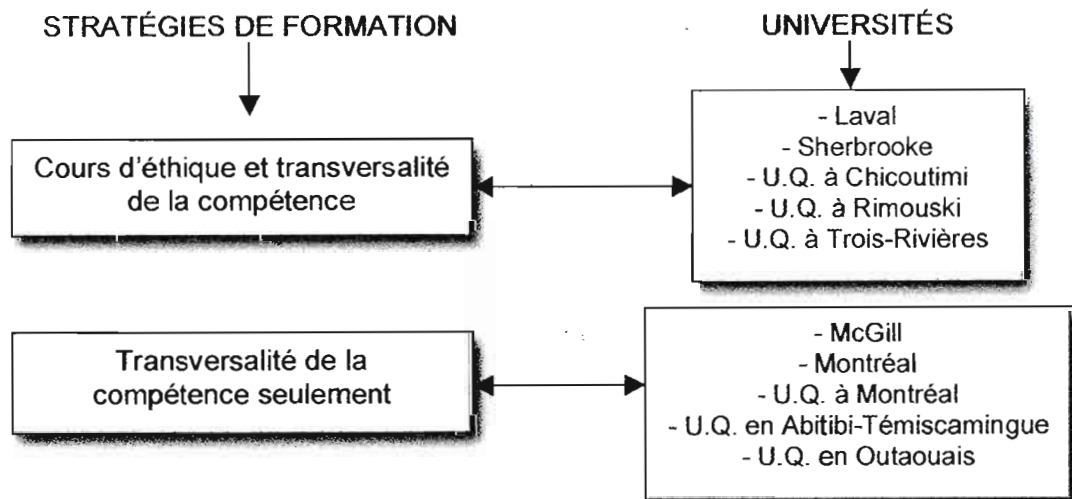 STRATÉGIES DE FORMATION
UNIVERSITÉS
Cours d'éthique et transversalité
de la compétence
- Laval
- Sherbrooke
- U.Q. à Chicoutimi
- U.Q. à Rimouski
- U.Q. à Trois-Rivières
Transversalité de la
compétence seulement
- McGill
- Montréal
- U.Q. à Montréal
- U.Q. en Abitibi-Témiscamingue
- U.Q. en Outaouais